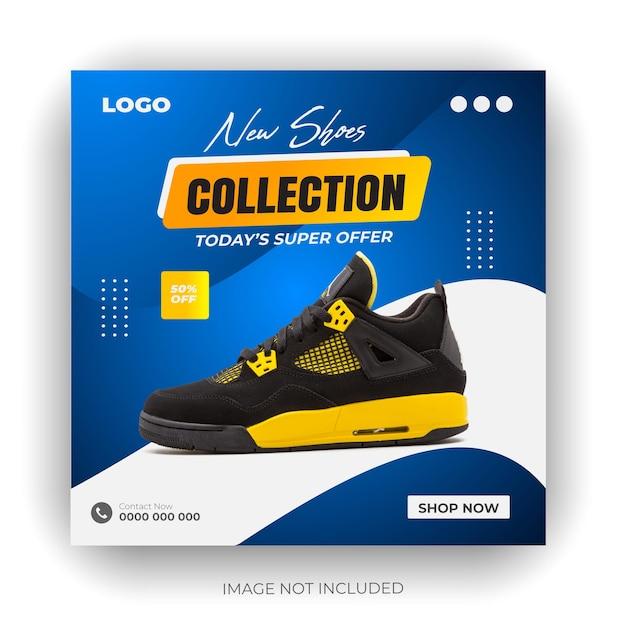 LOGO
New Shoes
COLLECTION
TODAY'S SUPER OFFER
50%
OFF
Contact Now
0000 000 000
SHOP NOW
IMAGE NOT INCLUDED